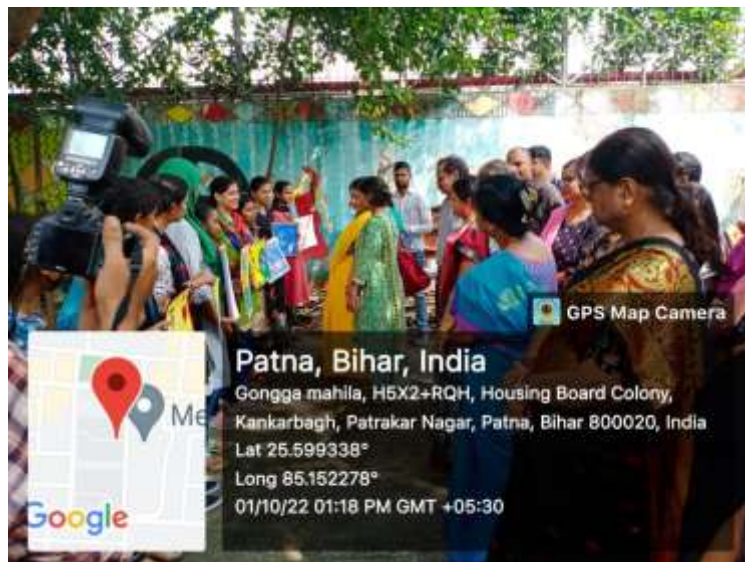 GPS Map Camera
Patna, Bihar, India
Gongga mahila, H5X2+RQH, Housing Board Colony,
Kankarbagh, Patrakar Nagar, Patna, Bihar 800020, India
Lat 25.599338°
Long 85.152278°
01/10/22 01:18 PM GMT +05:30
Me
Google